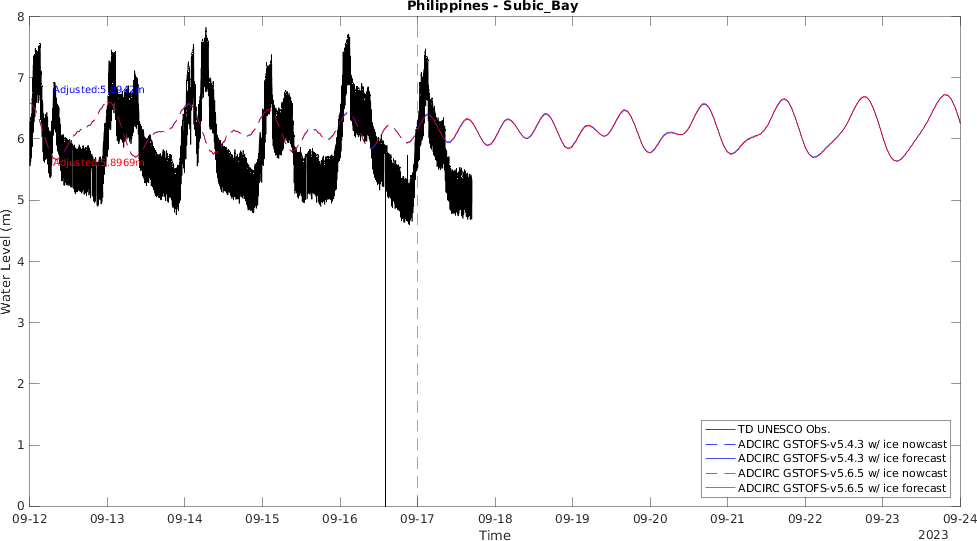 Philippines - Subic_Bay
8
7
6
5
4
3
2
1
0
Water Level (m)
Adjusted:5.
Adjusted:
TD UNESCO Obs.
ADCIRC GSTOFS-v5.4.3 w/ ice nowcast
ADCIRC GSTOFS-v5.4.3 w/ ice forecast
ADCIRC GSTOFS-v5.6.5 w/ ice nowcast
ADCIRC GSTOFS-v5.6.5 w/ ice forecast
09-12 09-13 09-14 09-15 09-16 09-17 09-18 09-19 09-20 09-21 09-22 09-23 09-24
Time
2023